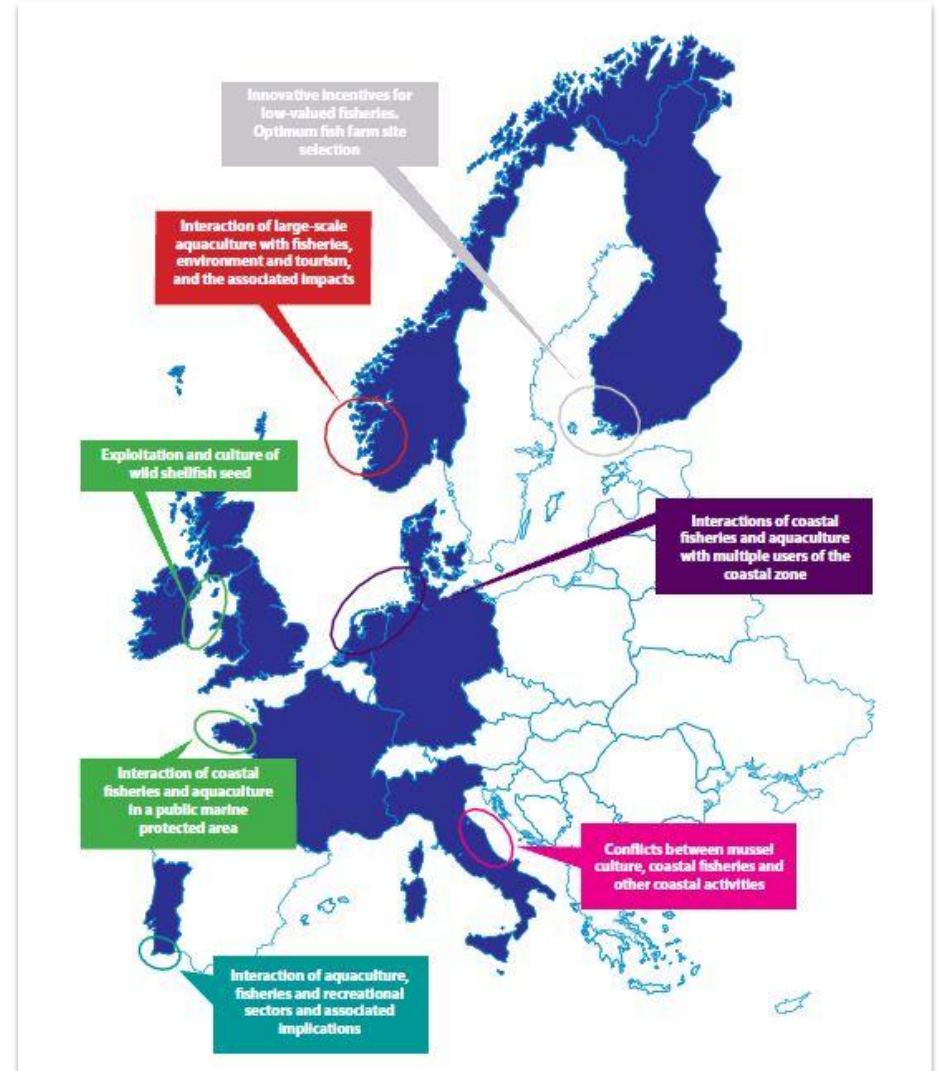 Innovative incentives for
low-valued fisheries.
Optimum fish farm site
selection
Interaction of large-scale
aquaculture with fisheries,
environment and tourism,
and the associated impacts
Exploitation and culture of
wild shellfish seed
Interactions of coastal
fisheries and aquaculture
with multiple users of the
coastal zone
Interaction of coastal
fisheries and aquaculture
in a public marine
protected area
Conflicts between mussel
culture, coastal fisheries and
other coastal activities
Interaction of aquaculture,
fisheries and recreational
sectors and associated
implications